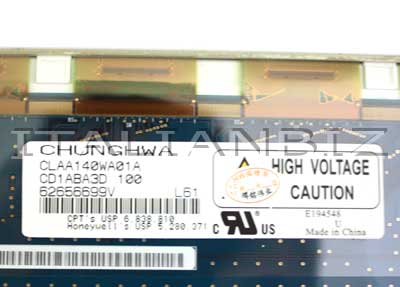 CHUNGHWA
CLAA140WA01A
CD1ABA3D 100
62656699V L61
CPT's USP 6 838 810
Honeywell's USP 5.280 371
HIGH VOLTAGE
CAUTION
C US
E194548
U
Made in China
ITALIANBIZ